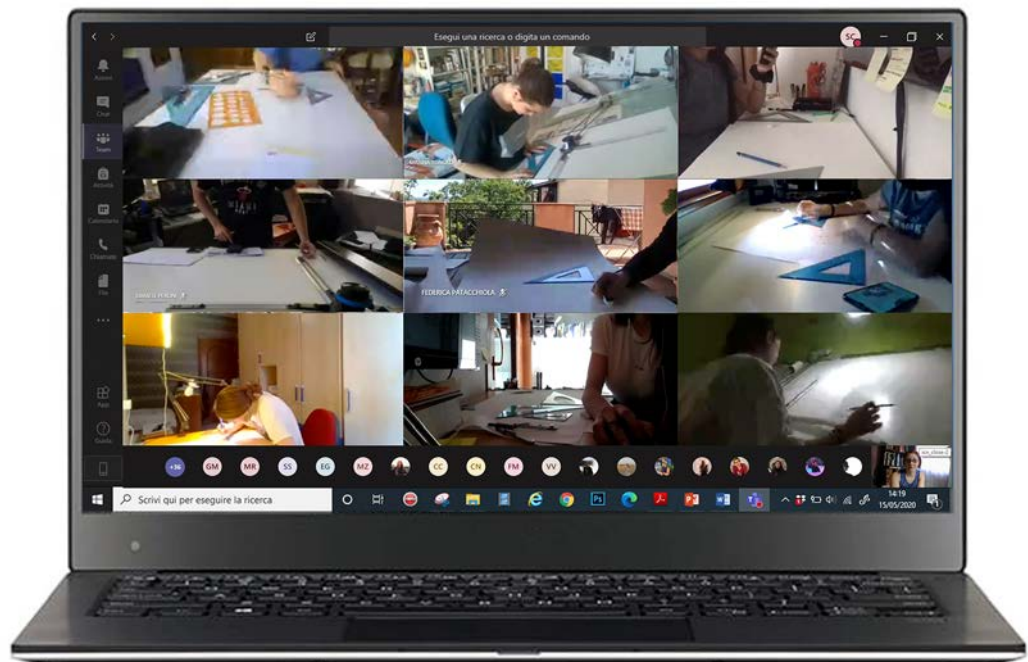 Esegui una ricerca o digita un comando
SC
Chat
Team
Attività
Calendario
Chiamate
File
App
Guida
DANIELE PERLINI
FEDERICA PATACCHIOLA
+36
GM
MR
SS
EG
MZ
CC
CN
FM
VV
Scrivi qui per eseguire la ricerca
Ps
14:19
15/05/2020